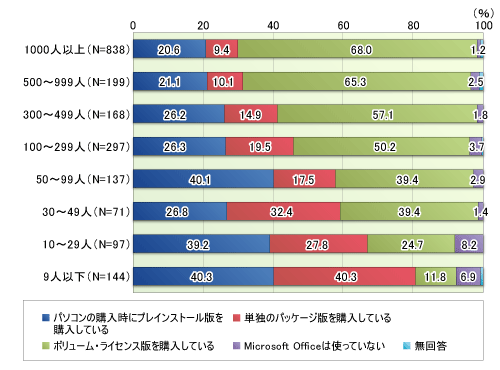 (%)
0 20 40 60 80 100
1000人以上(N=838) 20.6 9.4 68.0 1.2
500～999人(N=199) 21.1 10.1 65.3 2.5
300～499人(N=168) 26.2 14.9 57.1 1.8
100～299人(N=297) 26.3 19.5 50.2 3.7
50～99人(N=137) 40.1 17.5 39.4 2.9
30～49人(N=71) 26.8 32.4 39.4 1.4
10～29人(N=97) 39.2 27.8 24.7 8.2
9人以下(N=144) 40.3 40.3 11.8 6.9
パソコンの購入時にプレインストール版を 単独のパッケージ版を購入している
購入している
ボリューム・ライセンス版を購入している Microsoft Officeは使っていない 無回答